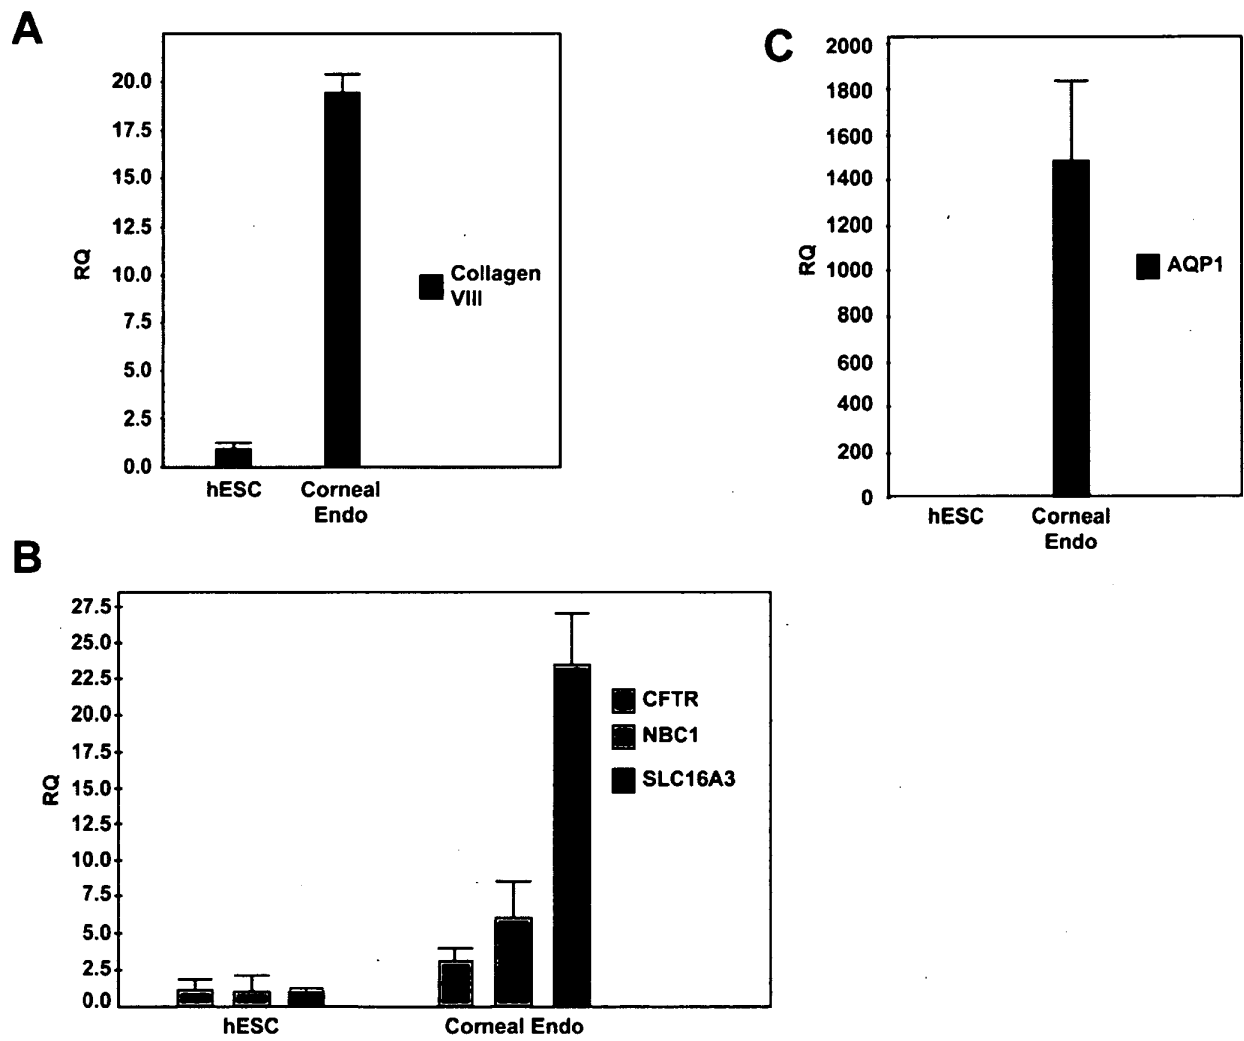 A
20.0
17.5
15.0
12.5
10.0
7.5
5.0
2.5
0.0
RQ
Collagen
VIII
hESC
Corneal
Endo
C
2000
1800
1600
1400
1200
1000
800
600
400
200
0
RQ
AQP1
hESC
Corneal
Endo
B
27.5
25.0
22.5
20.0
17.5
15.0
12.5
10.0
7.5
5.0
2.5
0.0
RQ
CFTR
NBC1
SLC16A3
hESC
Corneal Endo